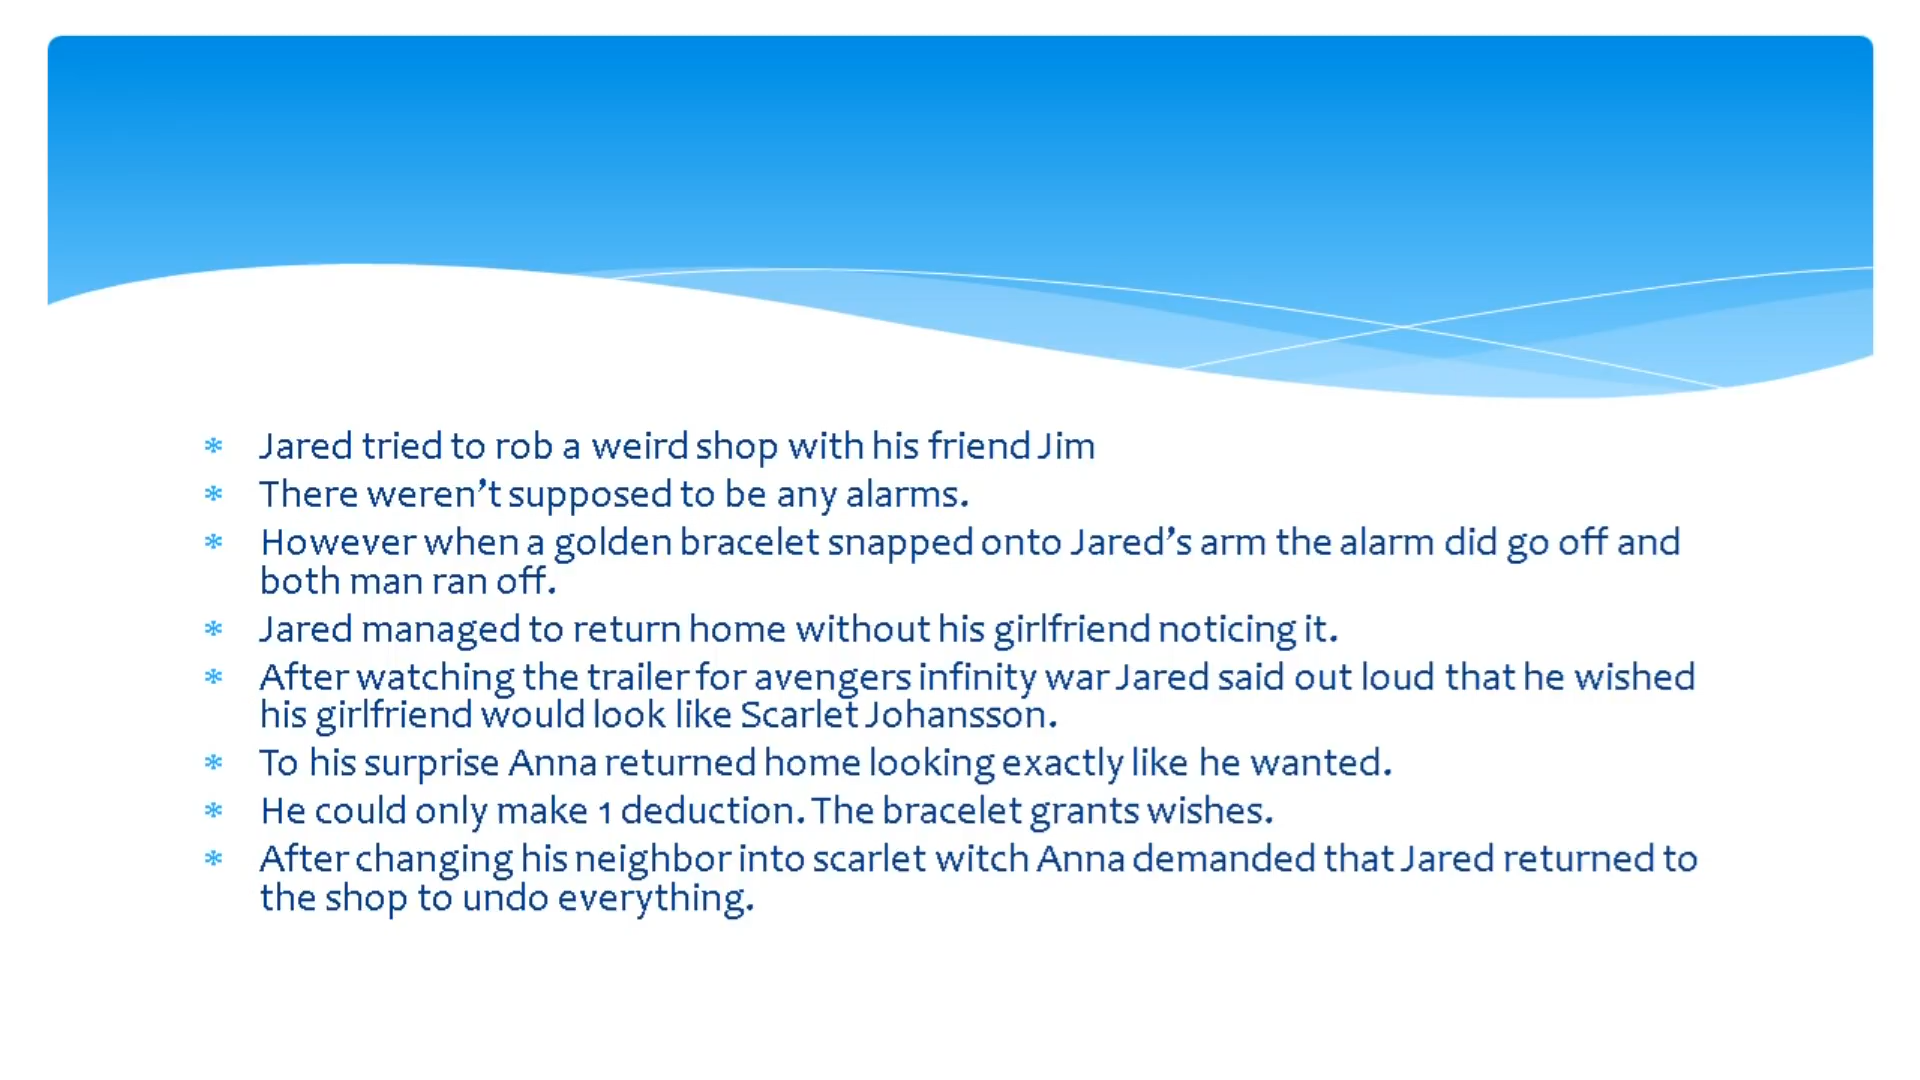 * Jared tried to rob a weird shop with his friend Jim
* There weren’t supposed to be any alarms.
* However when a golden bracelet snapped onto Jared’s arm the alarm did go off and
both man ran off.
* Jared managed to return home without his girlfriend noticing it.
* After watching the trailer for avengers infinity war Jared said out loud that he wished
his girlfriend would look like Scarlet Johansson.
* To his surprise Anna returned home looking exactly like he wanted.
* He could only make 1 deduction. The bracelet grants wishes.
* After changing his neighbor into scarlet witch Anna demanded that Jared returned to
the shop to undo everything.